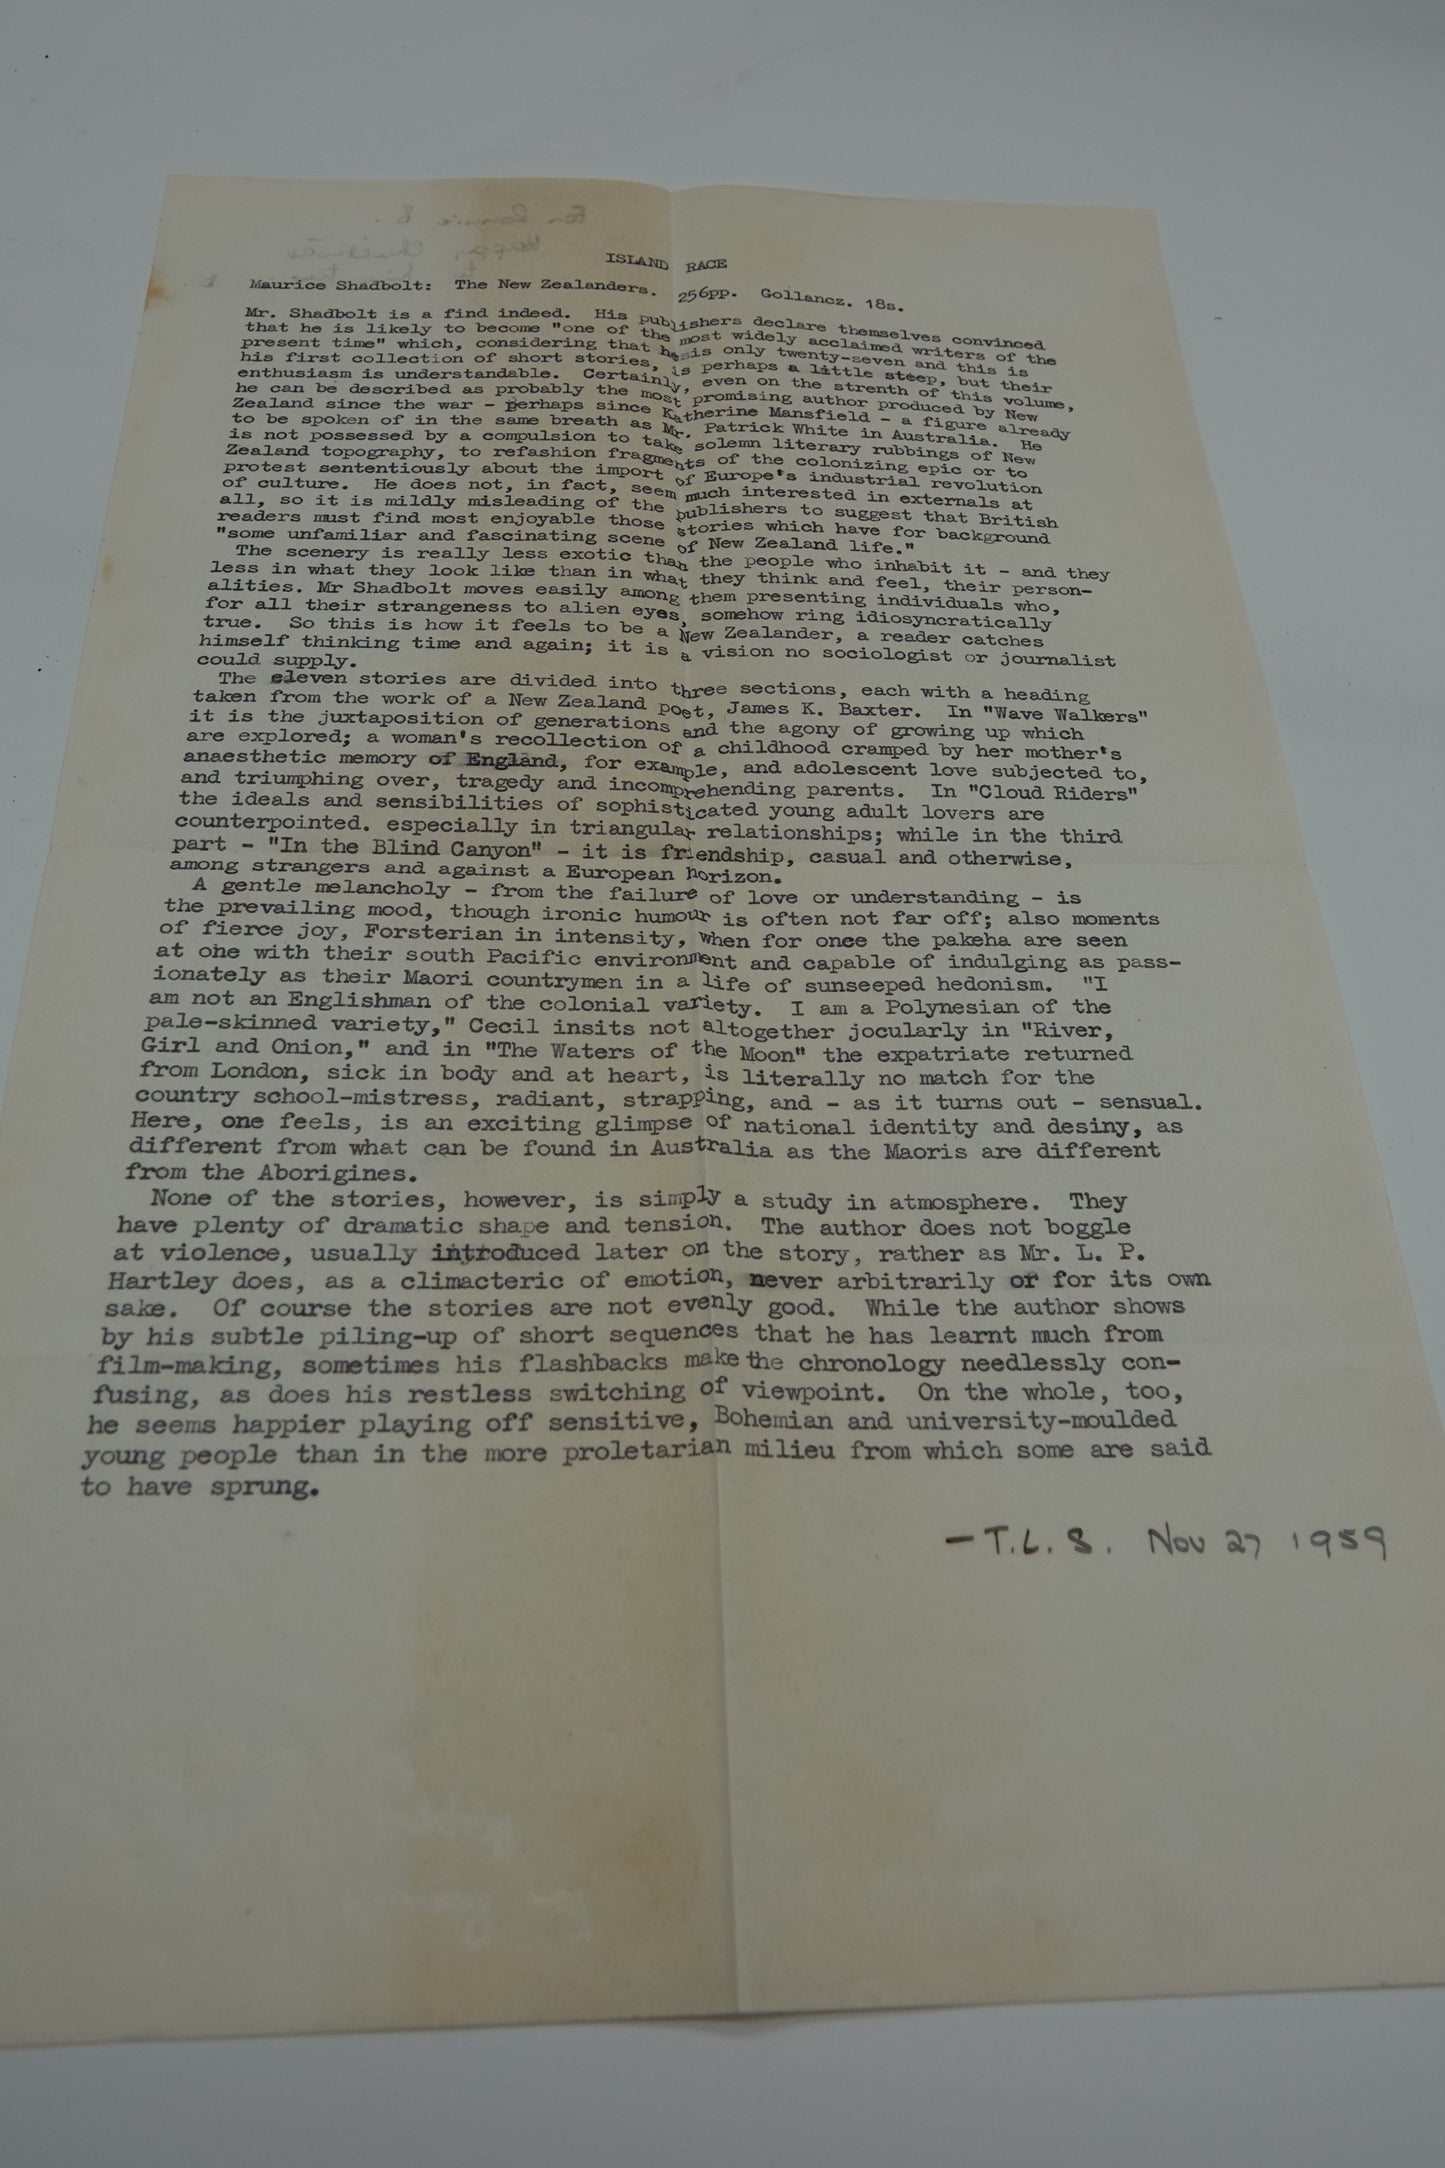 ISLAND RACE
Maurice Shadbolt: The New Zealanders. 256pp. Gollancz. 18s.
Mr. Shadbolt is a find indeed. His publishers declare themselves convinced
that he is likely to become "one of the most widely acclaimed writers of the
present time" which, considering that he is only twenty-seven and this is
his first collection of short stories, is perhaps a little steep, but their
enthusiasm is understandable. Certainly, even on the strenth of this volume,
he can be described as probably the most promising author produced by New
Zealand since the war - perhaps since Katherine Mansfield - a figure already
to be spoken of in the same breath as Mr. Patrick White in Australia. He
is not possessed by a compulsion to take solemn literary rubbings of New
Zealand topography, to refashion fragments of the colonizing epic or to
protest sententiously about the import of Europe's industrial revolution
of culture. He does not, in fact, seem much interested in externals at
all, so it is mildly misleading of the publishers to suggest that British
readers must find most enjoyable those stories which have for background
"some unfamiliar and fascinating scene of New Zealand life."
The scenery is really less exotic than the people who inhabit it - and they
less in what they look like than in what they think and feel, their person-
alities. Mr Shadbolt moves easily among them presenting individuals who,
for all their strangeness to alien eyes, somehow ring idiosyncratically
true. So this is how it feels to be a New Zealander, a reader catches
himself thinking time and again; it is a vision no sociologist or journalist
could supply.
The eleven stories are divided into three sections, each with a heading
taken from the work of a New Zealand poet, James K. Baxter. In "Wave Walkers"
it is the juxtaposition of generations and the agony of growing up which
are explored; a woman's recollection of a childhood cramped by her mother's
anaesthetic memory of England, for example, and adolescent love subjected to,
and triumphing over, tragedy and incomprehending parents. In "Cloud Riders"
the ideals and sensibilities of sophisticated young adult lovers are
counterpointed. especially in triangular relationships; while in the third
part - "In the Blind Canyon" - it is friendship, casual and otherwise,
among strangers and against a European horizon.
A gentle melancholy - from the failure of love or understanding - is
the prevailing mood, though ironic humour is often not far off; also moments
of fierce joy, Forsterian in intensity, when for once the pakeha are seen
at one with their south Pacific environment and capable of indulging as pass-
ionately as their Maori countrymen in a life of sunseeped hedonism. "I
am not an Englishman of the colonial variety. I am a Polynesian of the
pale-skinned variety," Cecil insits not altogether jocularly in "River,
Girl and Onion," and in "The Waters of the Moon" the expatriate returned
from London, sick in body and at heart, is literally no match for the
country school-mistress, radiant, strapping, and - as it turns out - sensual.
Here, one feels, is an exciting glimpse of national identity and desiny, as
different from what can be found in Australia as the Maoris are different
from the Aborigines.
None of the stories, however, is simply a study in atmosphere. They
have plenty of dramatic shape and tension. The author does not boggle
at violence, usually introduced later on the story, rather as Mr. L. P.
Hartley does, as a climacteric of emotion, never arbitrarily or for its own
sake. Of course the stories are not evenly good. While the author shows
by his subtle piling-up of short sequences that he has learnt much from
film-making, sometimes his flashbacks make the chronology needlessly con-
fusing, as does his restless switching of viewpoint. On the whole, too,
he seems happier playing off sensitive, Bohemian and university-moulded
young people than in the more proletarian milieu from which some are said
to have sprung.
- T.L.S. Nov 27 1959